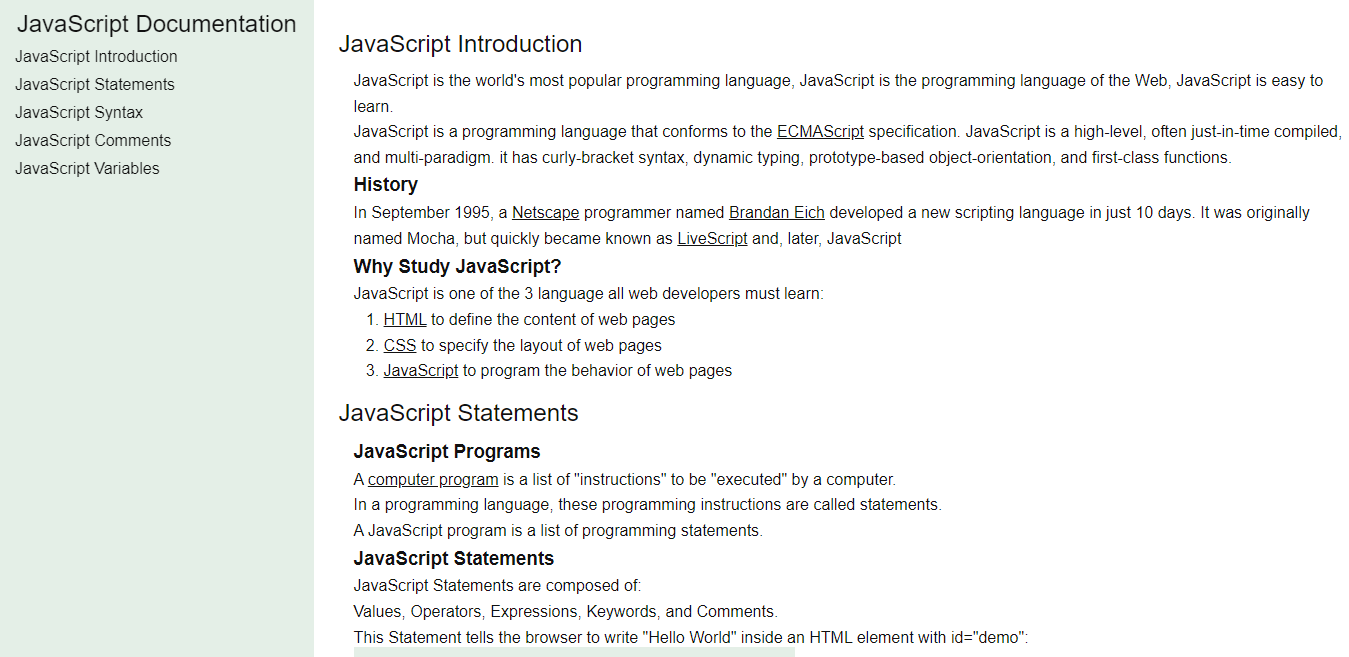 JavaScript Documentation
JavaScript Introduction
JavaScript Statements
JavaScript Syntax
JavaScript Comments
JavaScript Variables
JavaScript Introduction
JavaScript is the world's most popular programming language, JavaScript is the programming language of the Web, JavaScript is easy to
learn.
JavaScript is a programming language that conforms to the ECMAScript specification. JavaScript is a high-level, often just-in-time compiled,
and multi-paradigm. it has curly-bracket syntax, dynamic typing, prototype-based object-orientation, and first-class functions.
History
In September 1995, a Netscape programmer named Brandan Eich developed a new scripting language in just 10 days. It was originally
named Mocha, but quickly became known as LiveScript and, later, JavaScript
Why Study JavaScript?
JavaScript is one of the 3 language all web developers must learn:
1. HTML to define the content of web pages
2. CSS to specify the layout of web pages
3. JavaScript to program the behavior of web pages
JavaScript Statements
JavaScript Programs
A computer program is a list of "instructions" to be "executed" by a computer.
In a programming language, these programming instructions are called statements.
A JavaScript program is a list of programming statements.
JavaScript Statements
JavaScript Statements are composed of:
Values, Operators, Expressions, Keywords, and Comments.
This Statement tells the browser to write "Hello World" inside an HTML element with id="demo":